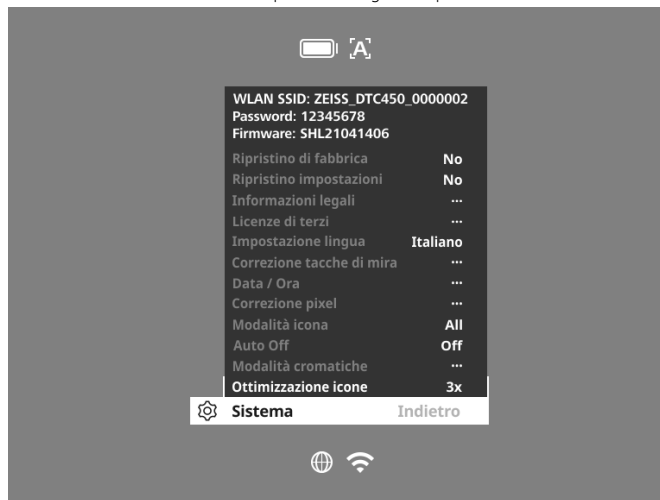 WLAN SSID: ZEISS_DTC450_0000002
Password: 12345678
Firmware: SHL21041406
Ripristino di fabbrica No
Ripristino impostazioni No
Informazioni legali ...
Licenze di terzi ...
Impostazione lingua Italiano
Correzione tacche di mira ...
Data / Ora ...
Correzione pixel ...
Modalità icona All
Auto Off Off
Modalità cromatiche ...
Ottimizzazione icone 3x
Sistema Indietro